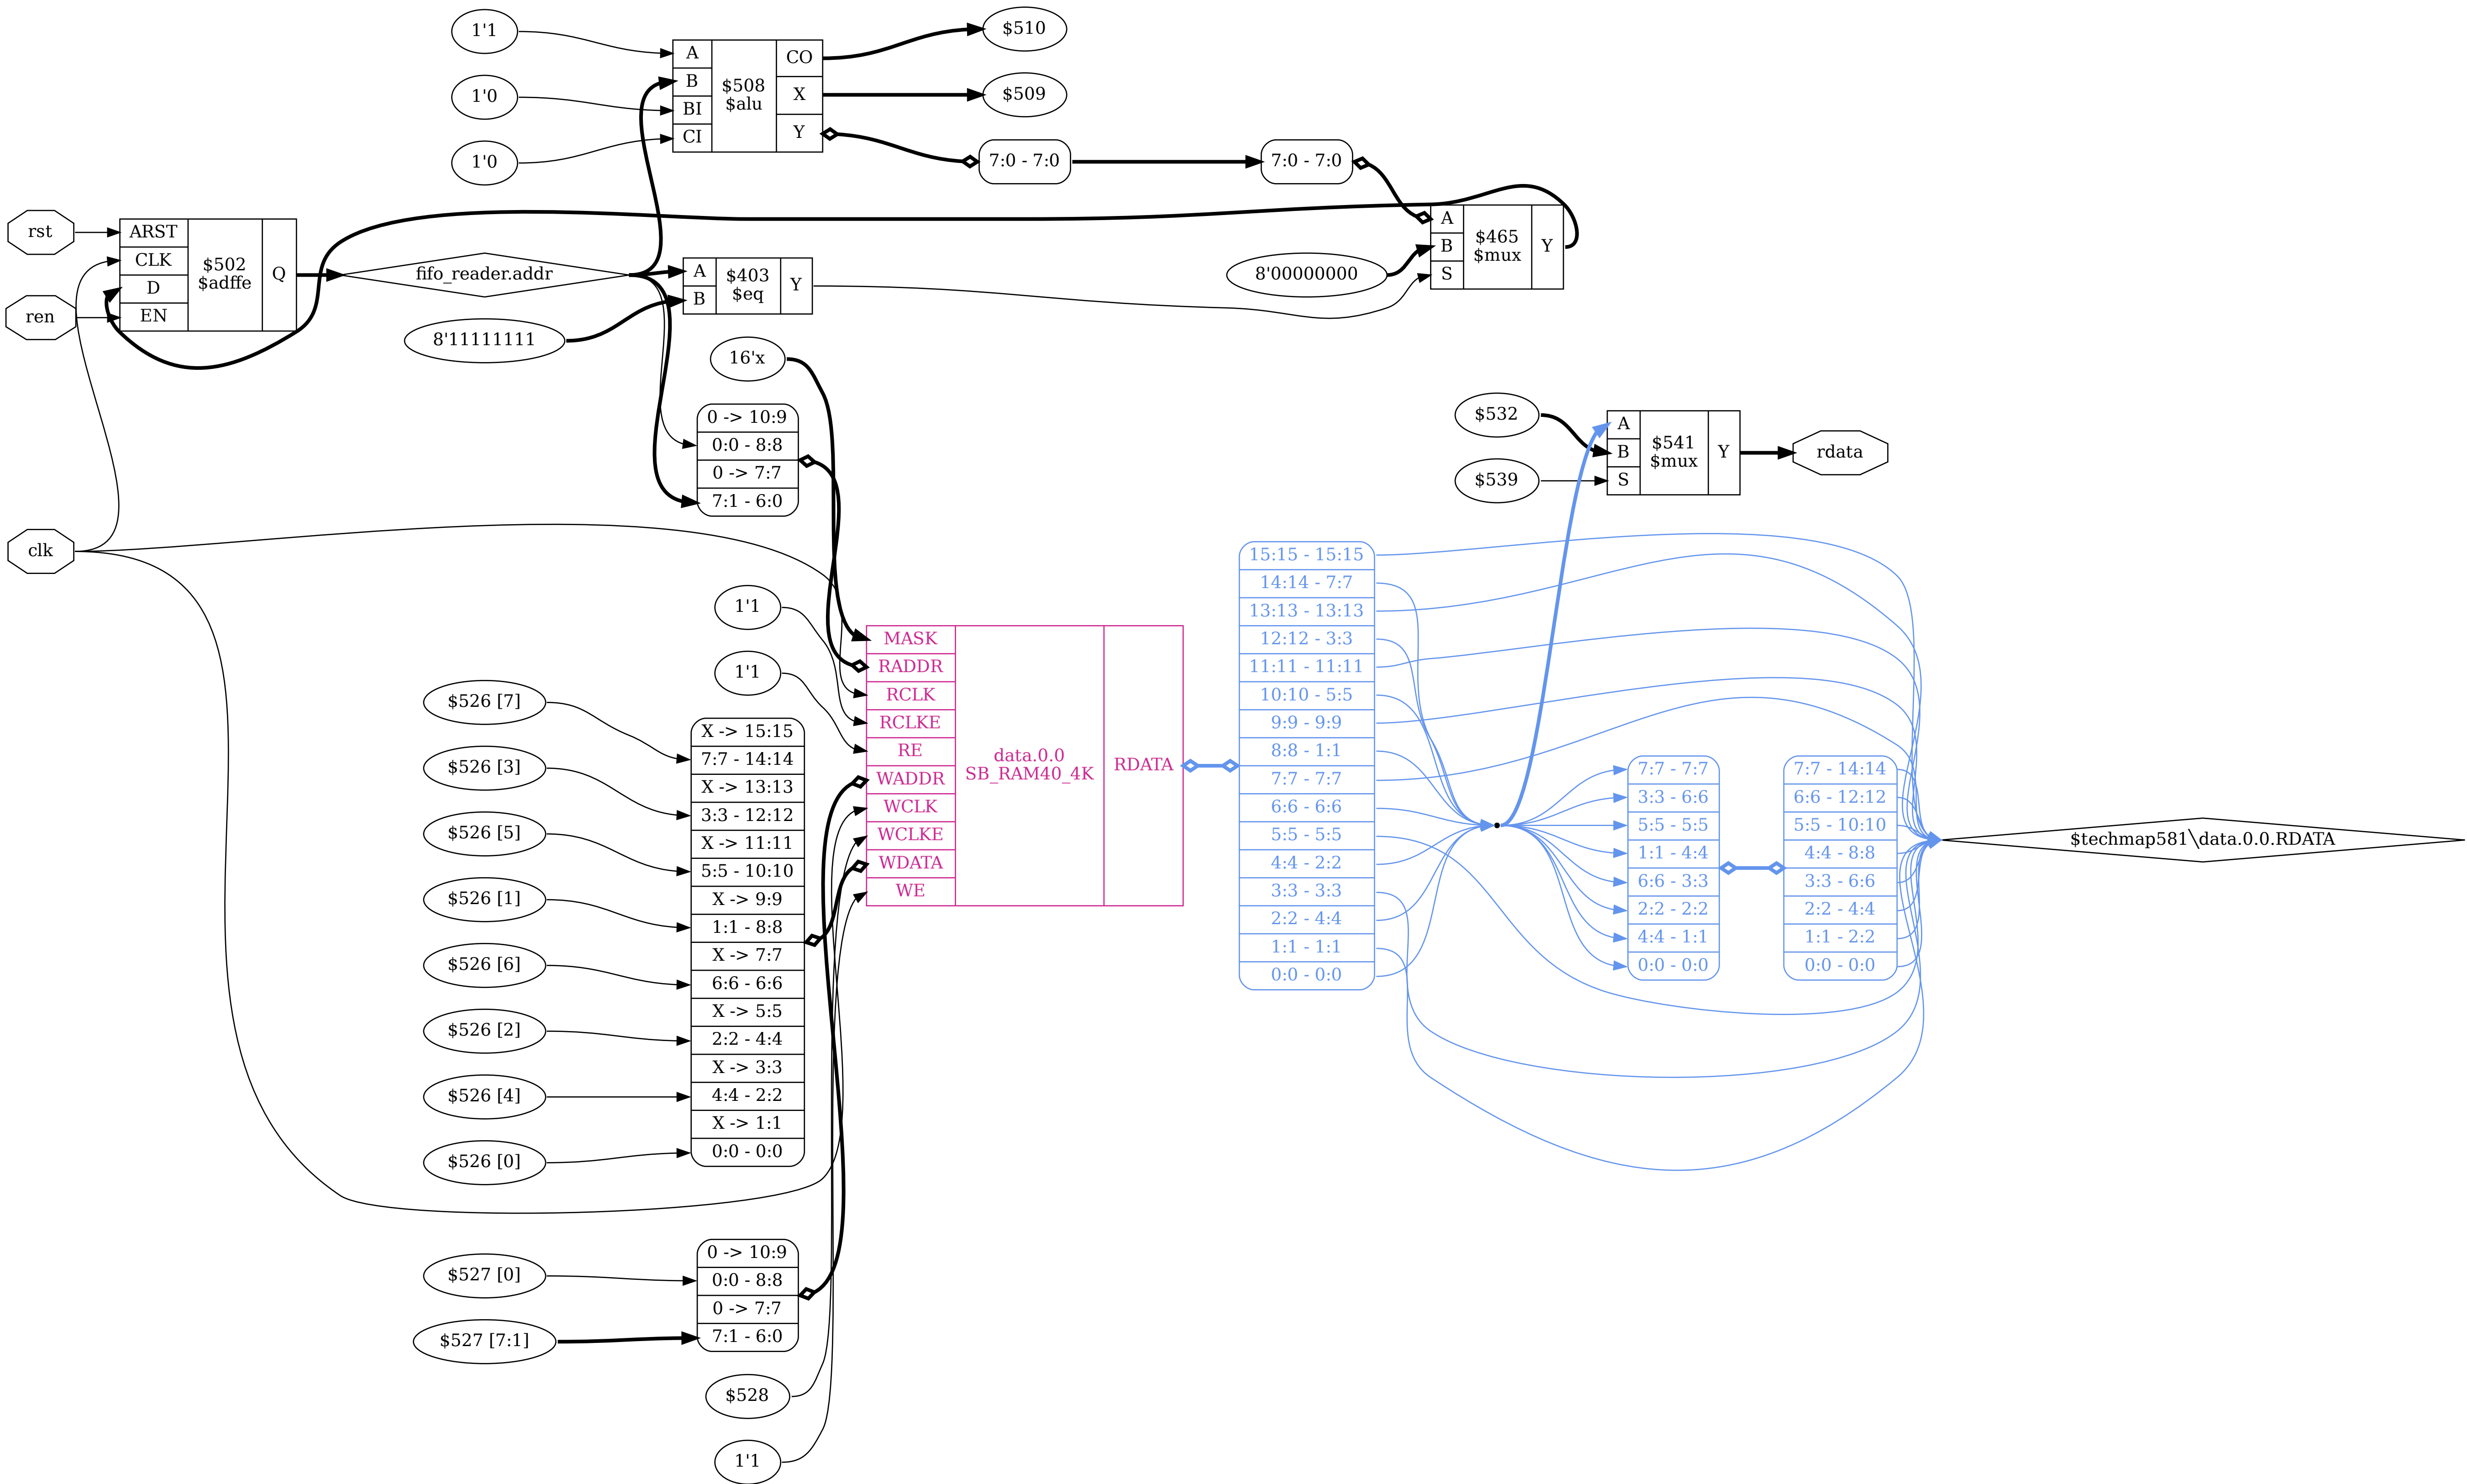 1'1
1'0
1'0
A
B
BI
CI
$508
$alu
CO
X
Y
$510
$509
7:0 - 7:0
7:0 - 7:0
rst
ren
clk
ARST
CLK
D
EN
$502
$adffe
Q
fifo_reader.addr
8'11111111
A
B
$403
$eq
Y
8'00000000
A
B
S
$465
$mux
Y
16'x
0 -> 10:9
0:0 - 8:8
0 -> 7:7
7:1 - 6:0
$532
$539
A
B
S
$541
$mux
Y
rdata
1'1
1'1
$526 [7]
$526 [3]
$526 [5]
$526 [1]
$526 [6]
$526 [2]
$526 [4]
$526 [0]
X -> 15:15
7:7 - 14:14
X -> 13:13
3:3 - 12:12
X -> 11:11
5:5 - 10:10
X -> 9:9
1:1 - 8:8
X -> 7:7
6:6 - 6:6
X -> 5:5
2:2 - 4:4
X -> 3:3
4:4 - 2:2
X -> 1:1
0:0 - 0:0
MASK
RADDR
RCLK
RCLKE
RE
WADDR
WCLK
WCLKE
WDATA
WE
data.0.0
SB_RAM40_4K
RDATA
15:15 - 15:15
14:14 - 7:7
13:13 - 13:13
12:12 - 3:3
11:11 - 11:11
10:10 - 5:5
9:9 - 9:9
8:8 - 1:1
7:7 - 7:7
6:6 - 6:6
5:5 - 5:5
4:4 - 2:2
3:3 - 3:3
2:2 - 4:4
1:1 - 1:1
0:0 - 0:0
7:7 - 7:7
3:3 - 6:6
5:5 - 5:5
1:1 - 4:4
6:6 - 3:3
2:2 - 2:2
4:4 - 1:1
0:0 - 0:0
7:7 - 14:14
6:6 - 12:12
5:5 - 10:10
4:4 - 8:8
3:3 - 6:6
2:2 - 4:4
1:1 - 2:2
0:0 - 0:0
$techmap581\data.0.0.RDATA
$527 [0]
$527 [7:1]
0 -> 10:9
0:0 - 8:8
0 -> 7:7
7:1 - 6:0
$528
1'1